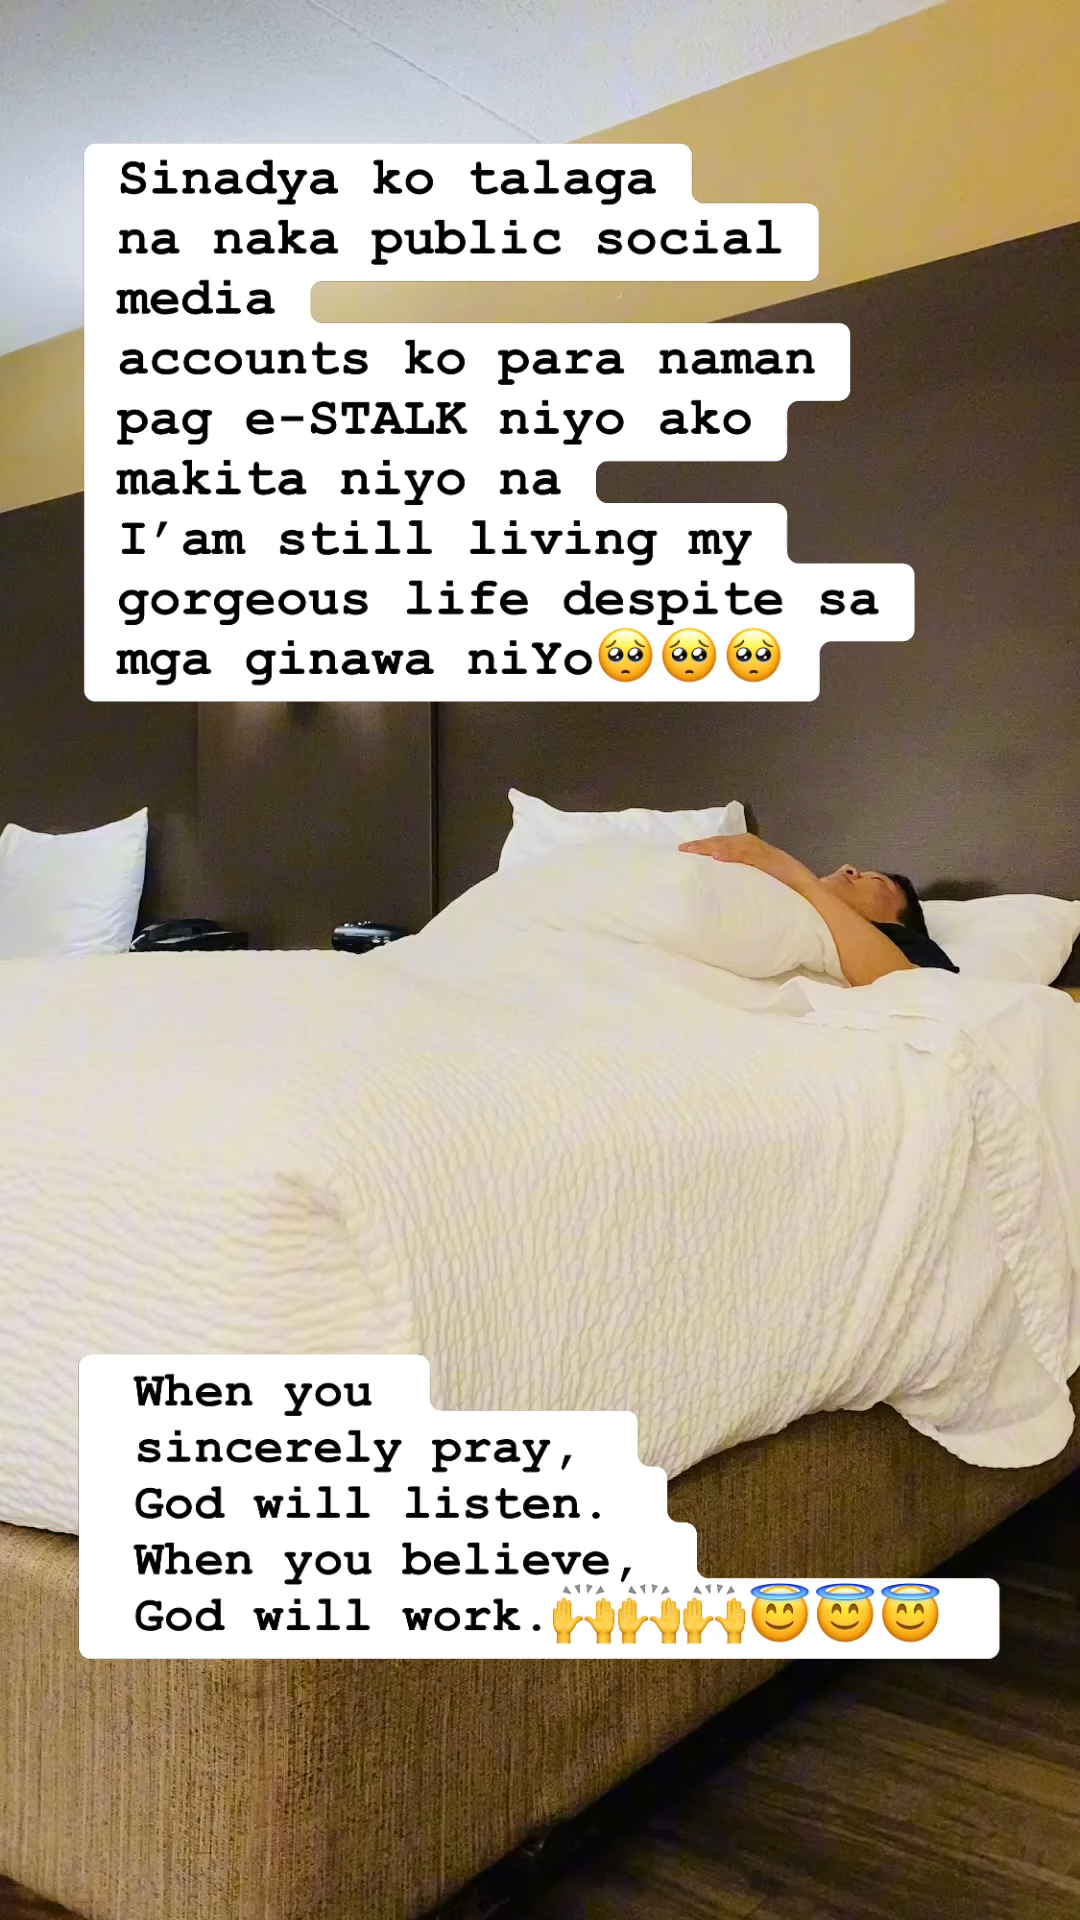 Sinadya ko talaga
na naka public social
media
accounts ko para naman
pag e-STALK niyo ako
makita niyo na
I’am still living my
gorgeous life despite sa
mga ginawa niYo🥺🥺🥺
When you
sincerely pray,
God will listen.
When you believe,
God will work.🙌🙌🙌😇😇😇